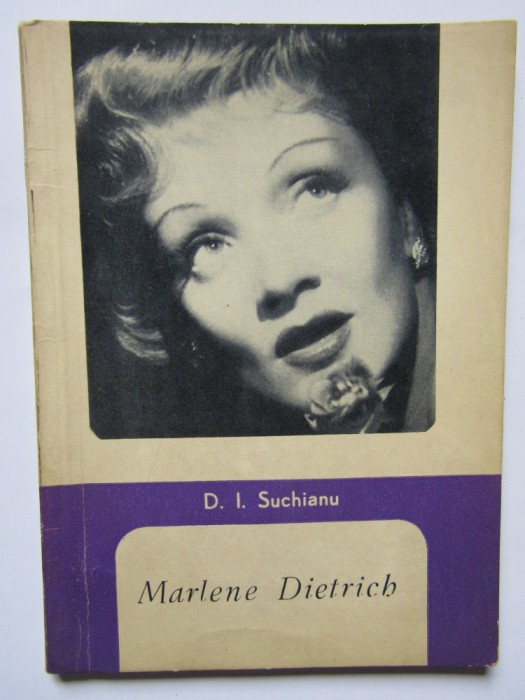 D. I. Suchianu
Marlene Dietrich